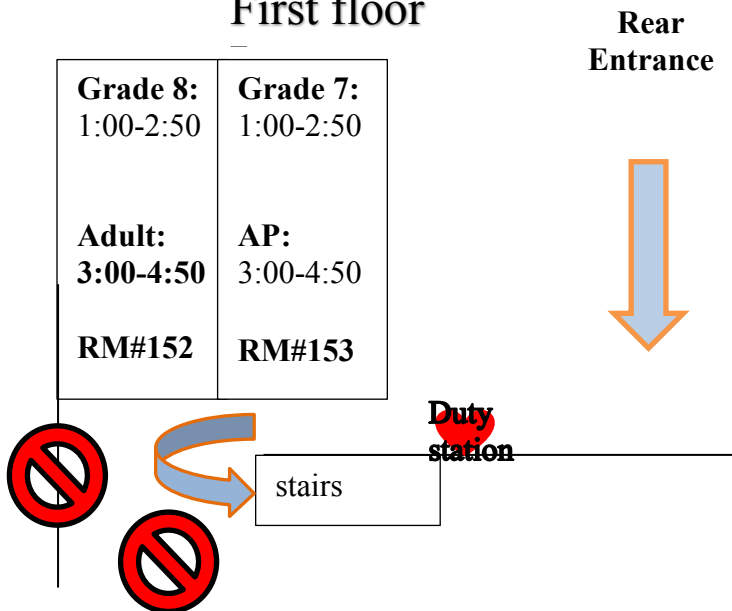 First floor
Rear
Entrance
Grade 8:
1:00-2:50
Adult:
3:00-4:50
RM#152
Grade 7:
1:00-2:50
AP:
3:00-4:50
RM#153
Duty
station
stairs